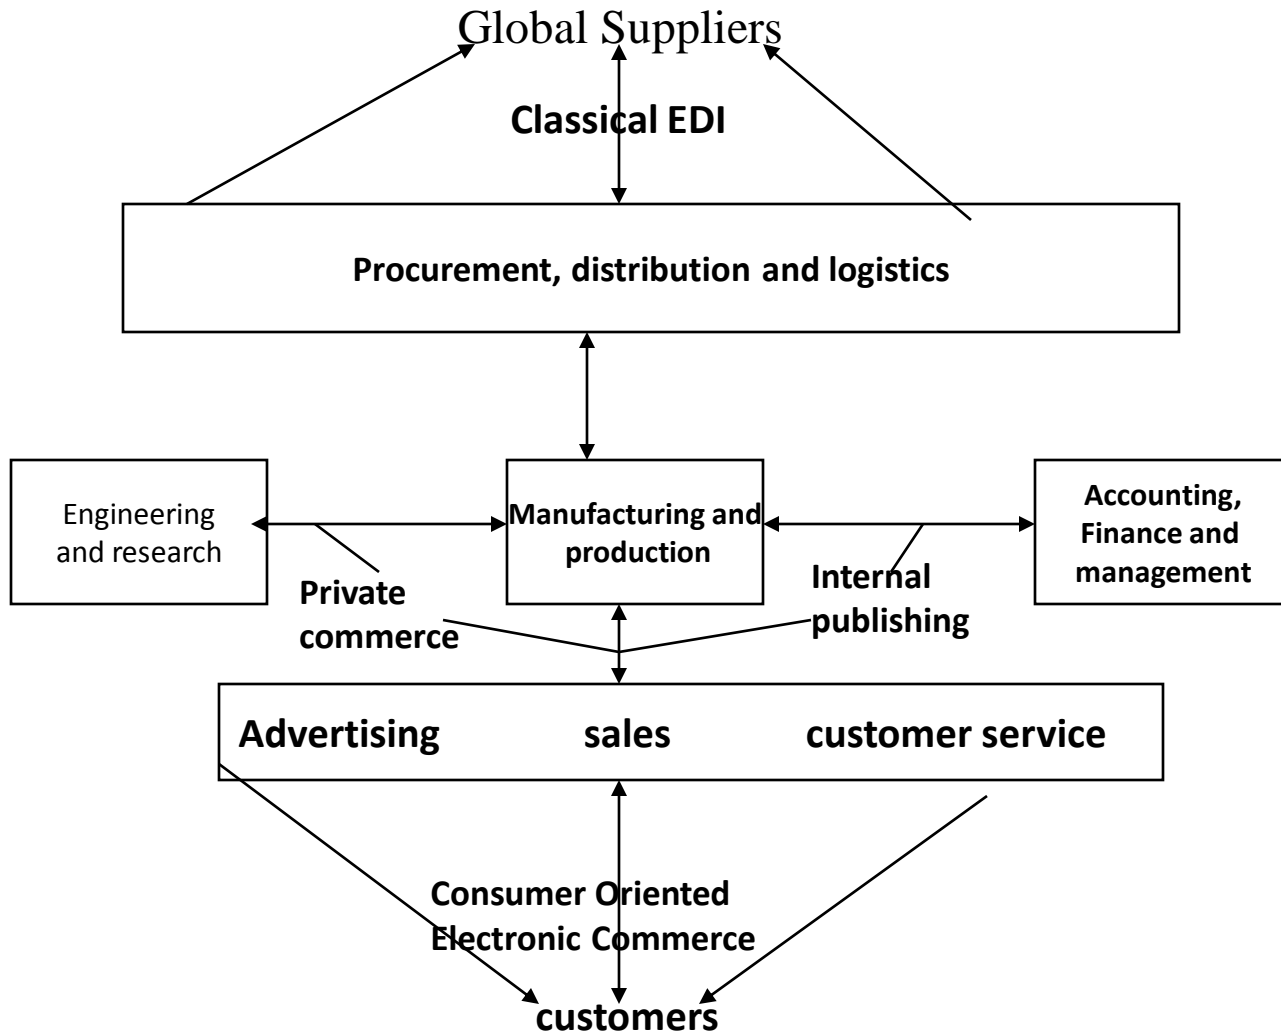 Global Suppliers
Classical EDI
Procurement, distribution and logistics
Engineering
and research
Manufacturing and
production
Accounting,
Finance and
management
Private
commerce
Internal
publishing
Advertising sales customer service
Consumer Oriented
Electronic Commerce
customers